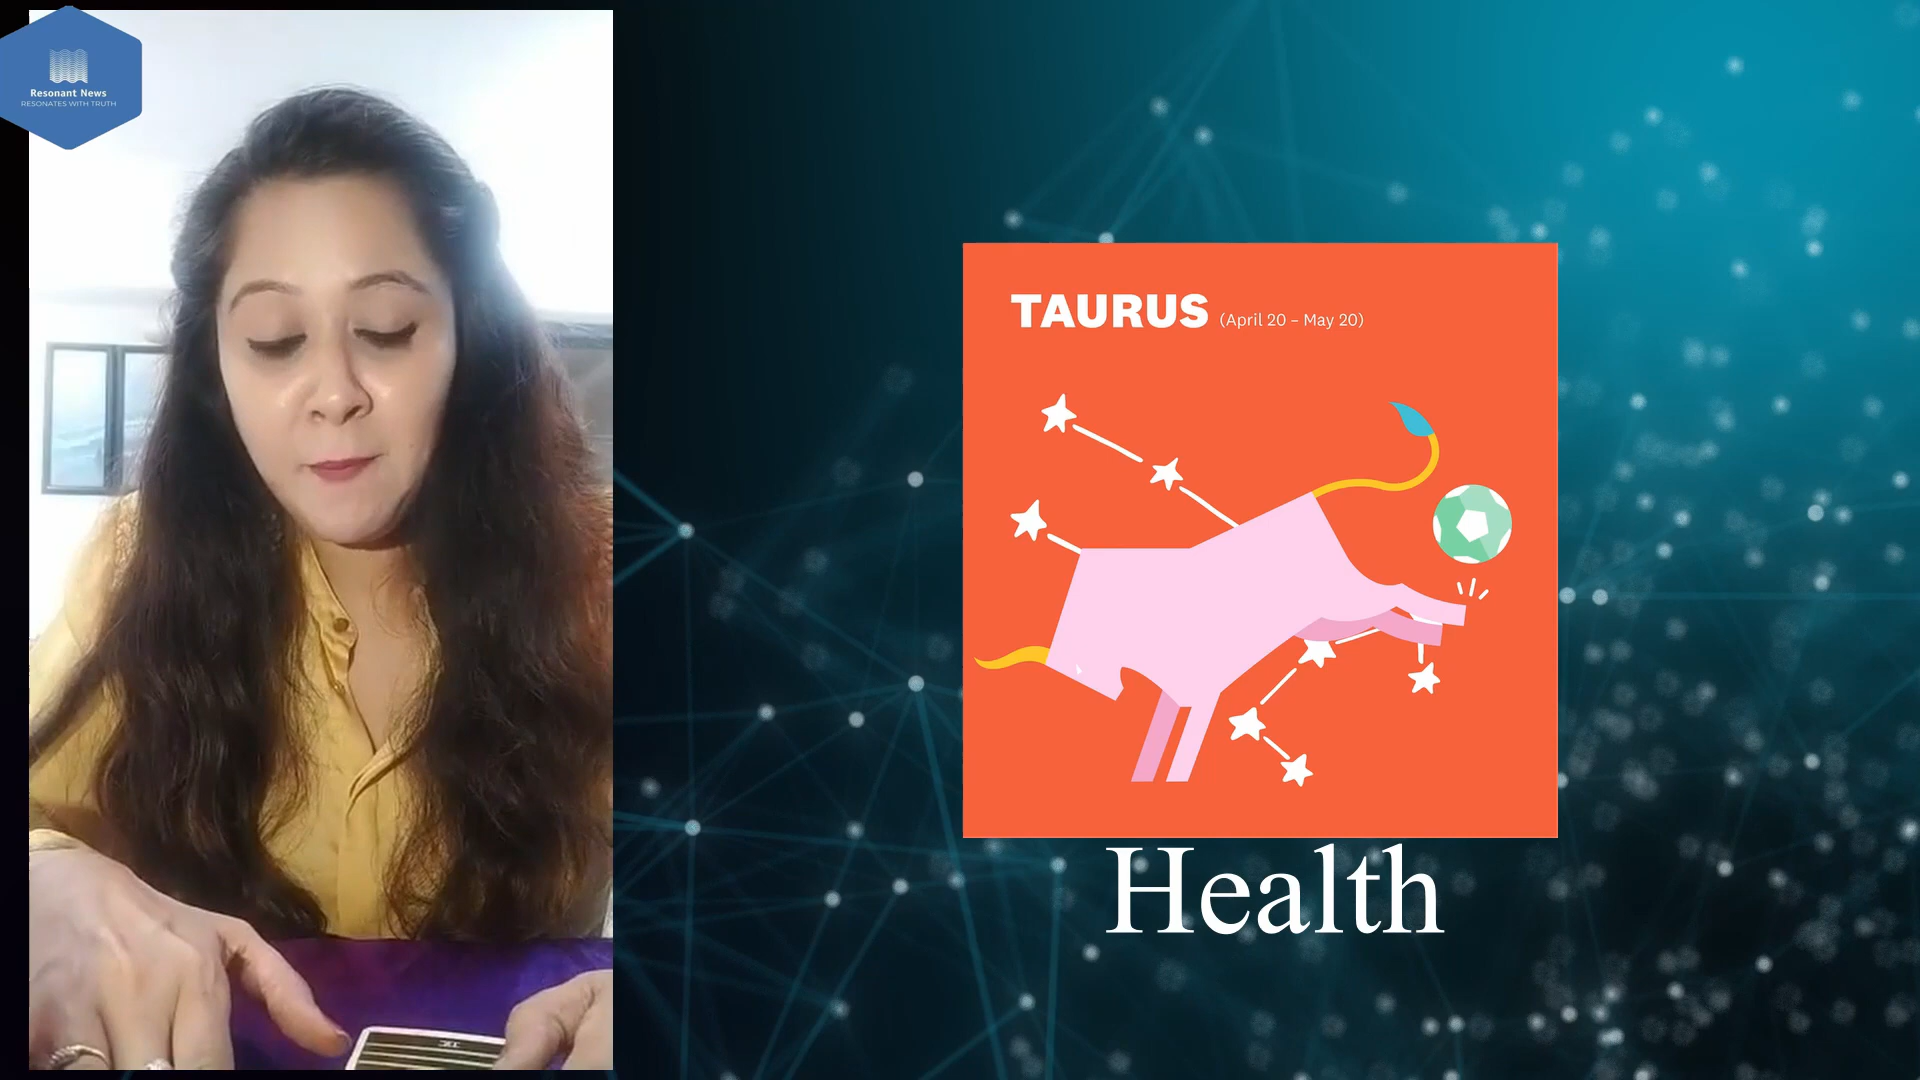 Resonant News
RESONATES WITH TRUTH
TAURUS (April 20 – May 20)
Health